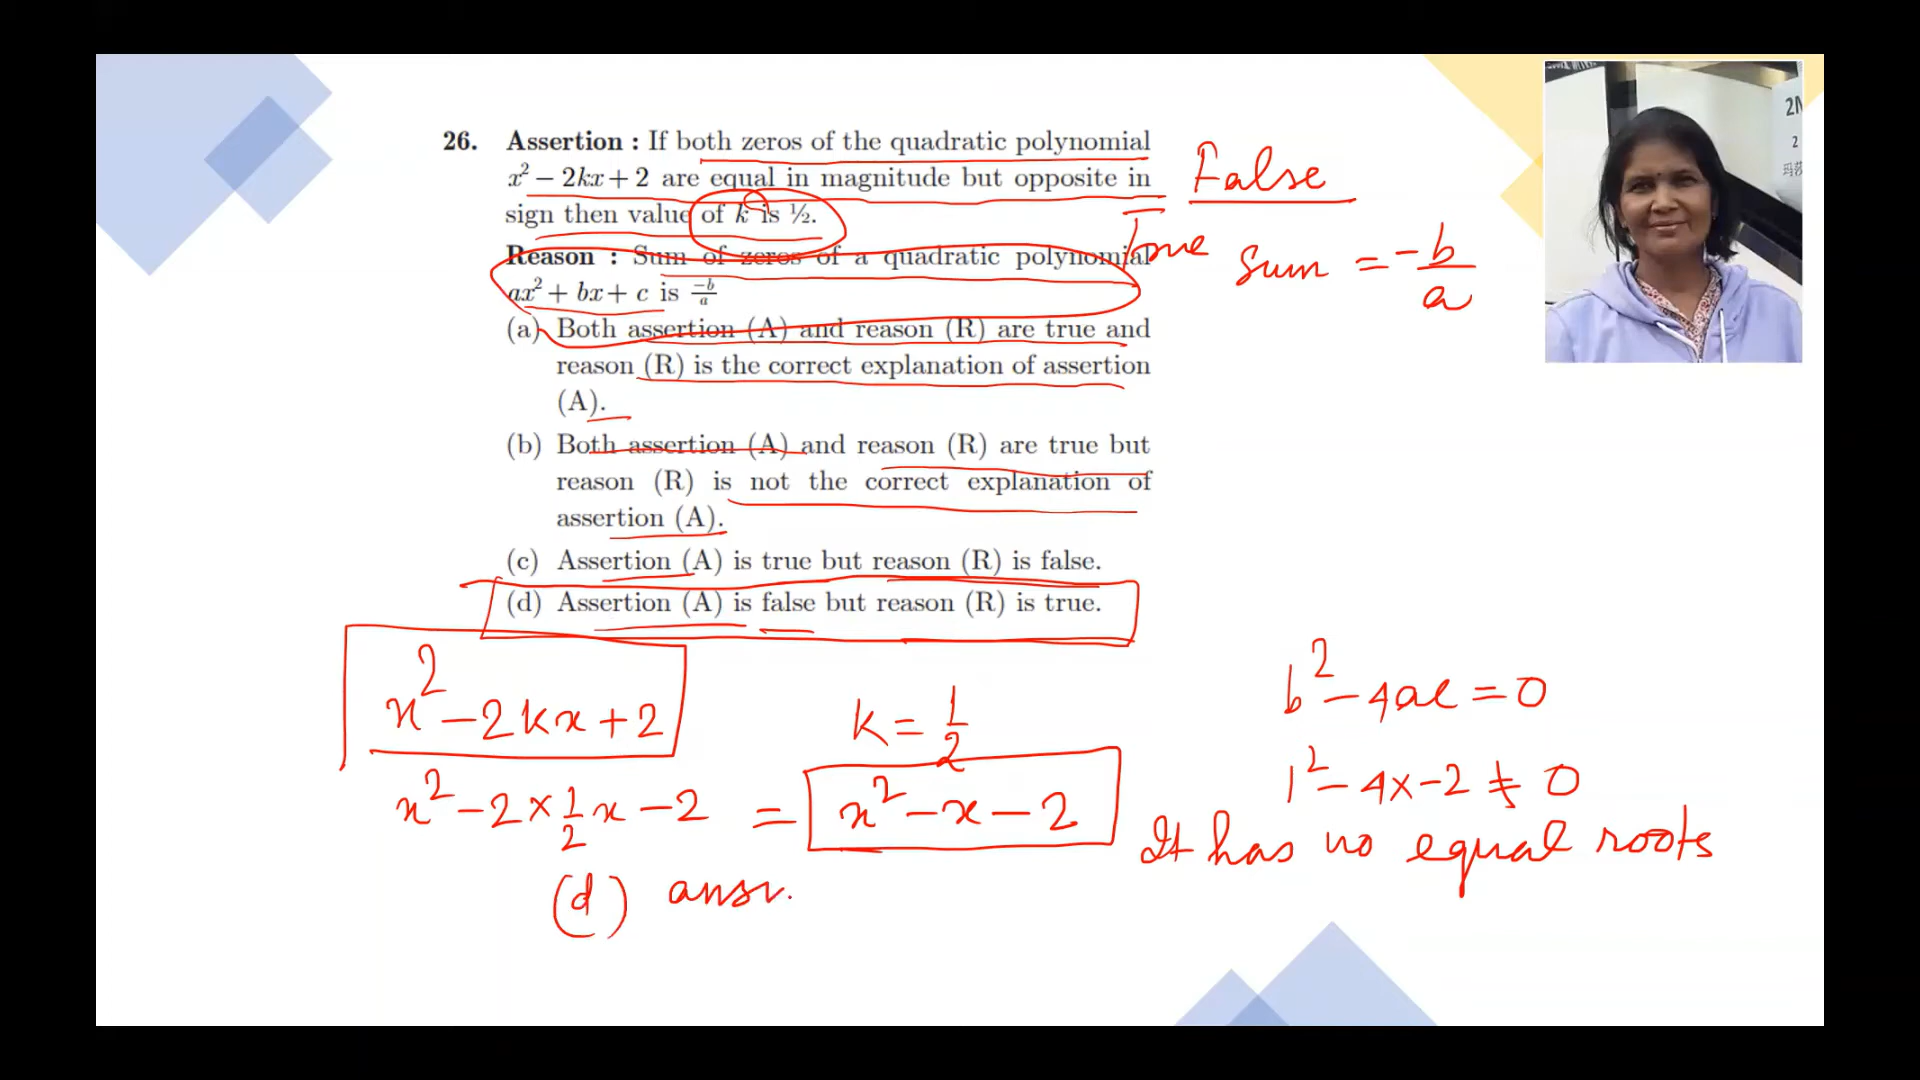 26. Assertion : If both zeros of the quadratic polynomial
x² − 2kx + 2 are equal in magnitude but opposite in
sign then value of k is ½.
False
Reason : Sum of zeros of a quadratic polynomial
ax² + bx + c is −b/a
True Sum = −b/a
(a) Both assertion (A) and reason (R) are true and
reason (R) is the correct explanation of assertion
(A).
(b) Both assertion (A) and reason (R) are true but
reason (R) is not the correct explanation of
assertion (A).
(c) Assertion (A) is true but reason (R) is false.
(d) Assertion (A) is false but reason (R) is true.
x² − 2kx + 2
k = 1/2
b² − 4ac = 0
x² − 2 × 1/2 x − 2 = x² − x − 2
1² − 4x − 2 ≠ 0
It has no equal roots
(d) ansr.
2